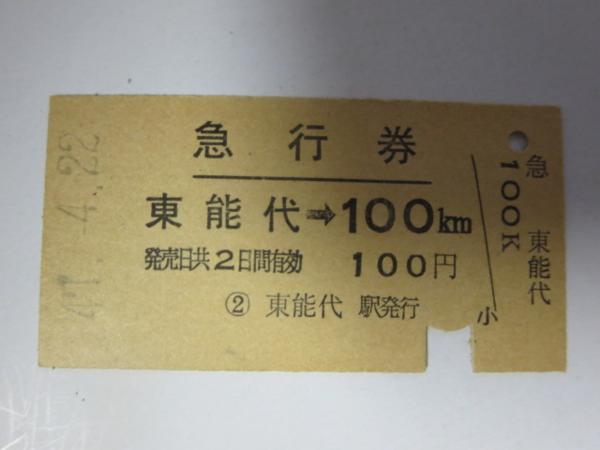 急行券
東能代➡100km
発売日共2日間有効 100円
② 東能代 駅発行
小
急 東能代
100K
4.22